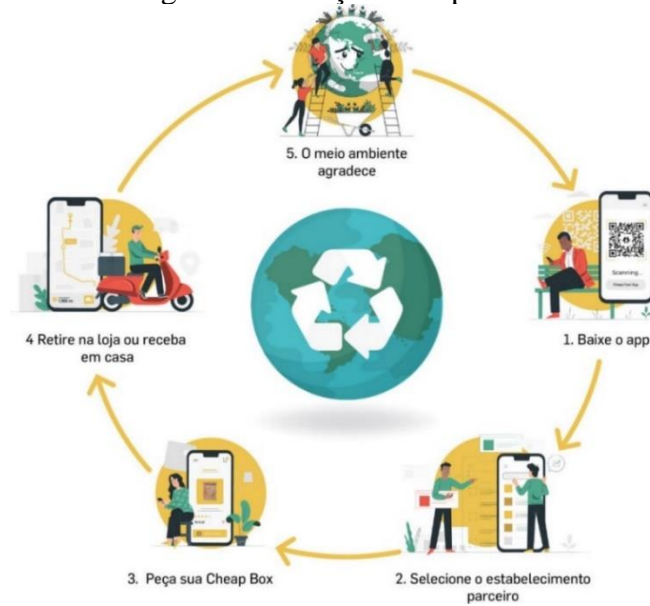 5. O meio ambiente
agradece
Scanning...
1. Baixe o app
2. Selecione o estabelecimento
parceiro
3. Peça sua Cheap Box
4 Retire na loja ou receba
em casa